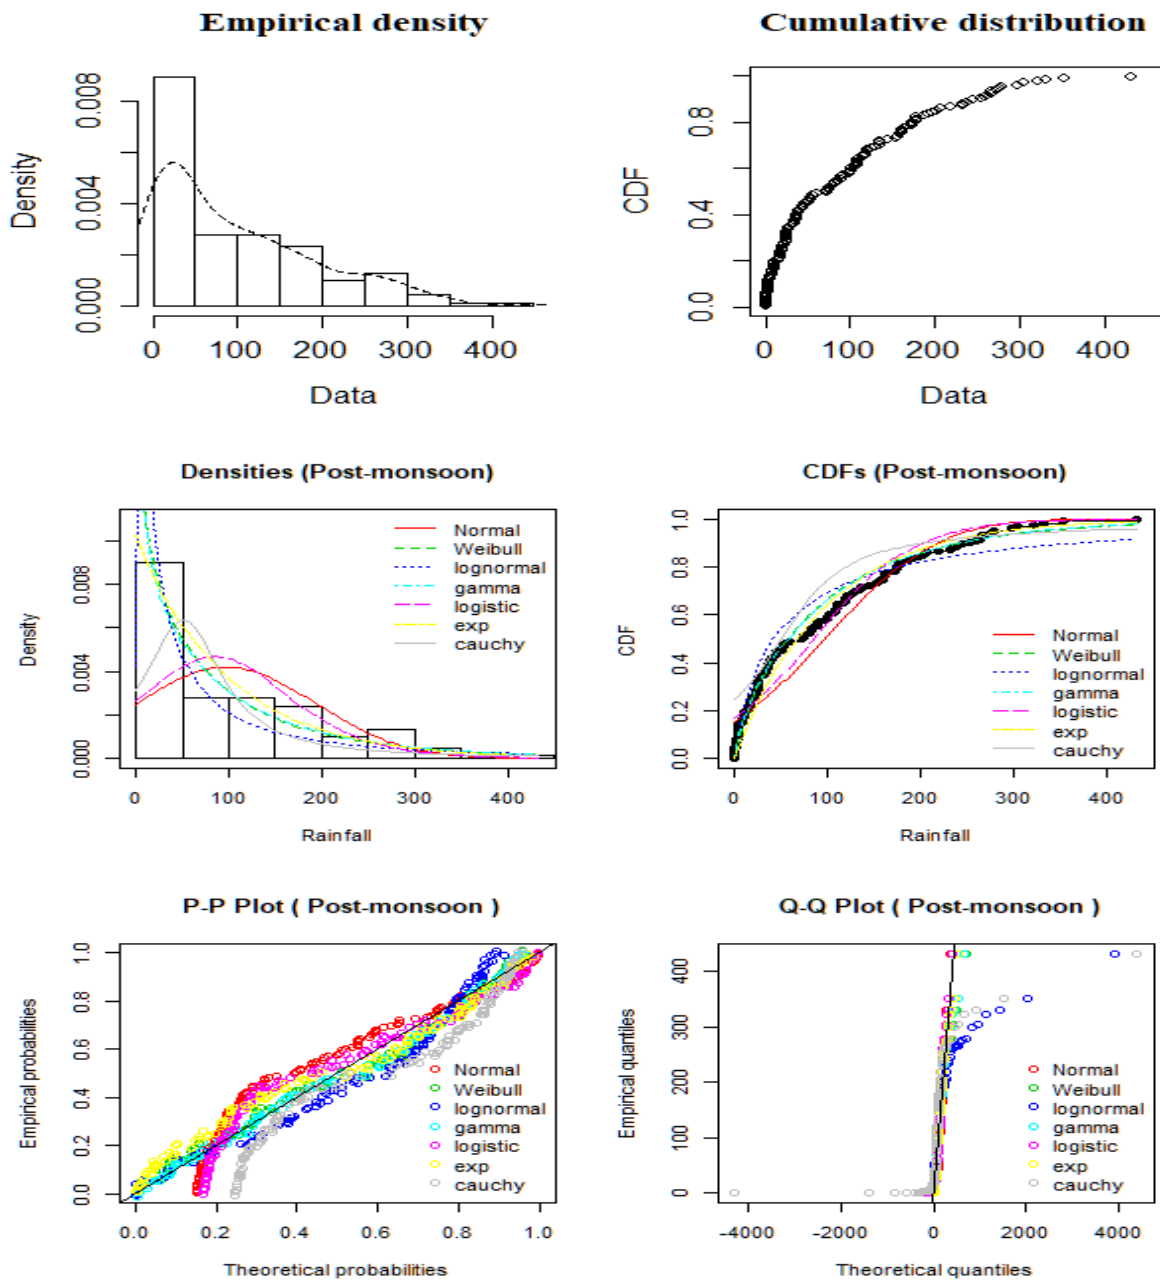 Empirical density
Cumulative distribution
Density
0.000
0.004
0.008
0
100
200
300
400
Data
CDF
0.0
0.4
0.8
0
100
200
300
400
Data
Densities (Post-monsoon)
Density
0.000
0.004
0.008
Normal
Weibull
lognormal
gamma
logistic
exp
cauchy
0
100
200
300
400
Rainfall
CDFs (Post-monsoon)
CDF
0.0
0.2
0.4
0.6
0.8
1.0
Normal
Weibull
lognormal
gamma
logistic
exp
cauchy
0
100
200
300
400
Rainfall
P-P Plot ( Post-monsoon )
Empirical probabilities
0.0
0.2
0.4
0.6
0.8
1.0
Normal
Weibull
lognormal
gamma
logistic
exp
cauchy
0.0
0.2
0.4
0.6
0.8
1.0
Theoretical probabilities
Q-Q Plot ( Post-monsoon )
Empirical quantiles
0
100
200
300
400
Normal
Weibull
lognormal
gamma
logistic
exp
cauchy
-4000
-2000
0
2000
4000
Theoretical quantiles